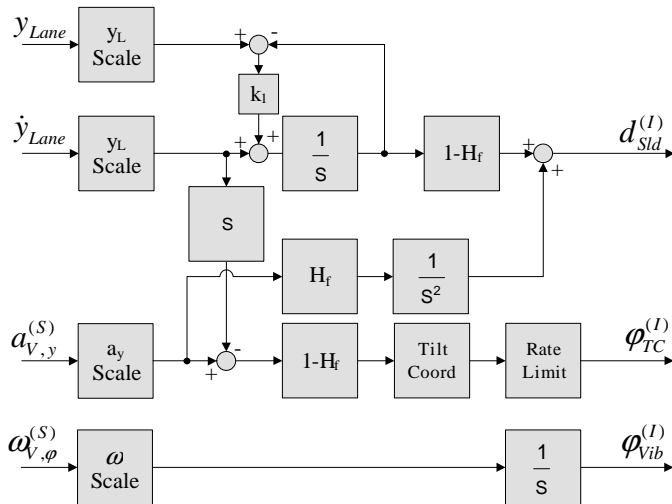 y_Lane
y_L Scale
+
-
k_1
ẏ_Lane
y_L Scale
+
+
1/S
1-H_f
+
+
d_Sld^(I)
S
H_f
1/S^2
a_V,y^(S)
a_y Scale
+
-
1-H_f
Tilt Coord
Rate Limit
φ_TC^(I)
ω_V,φ^(S)
ω Scale
1/S
φ_Vib^(I)